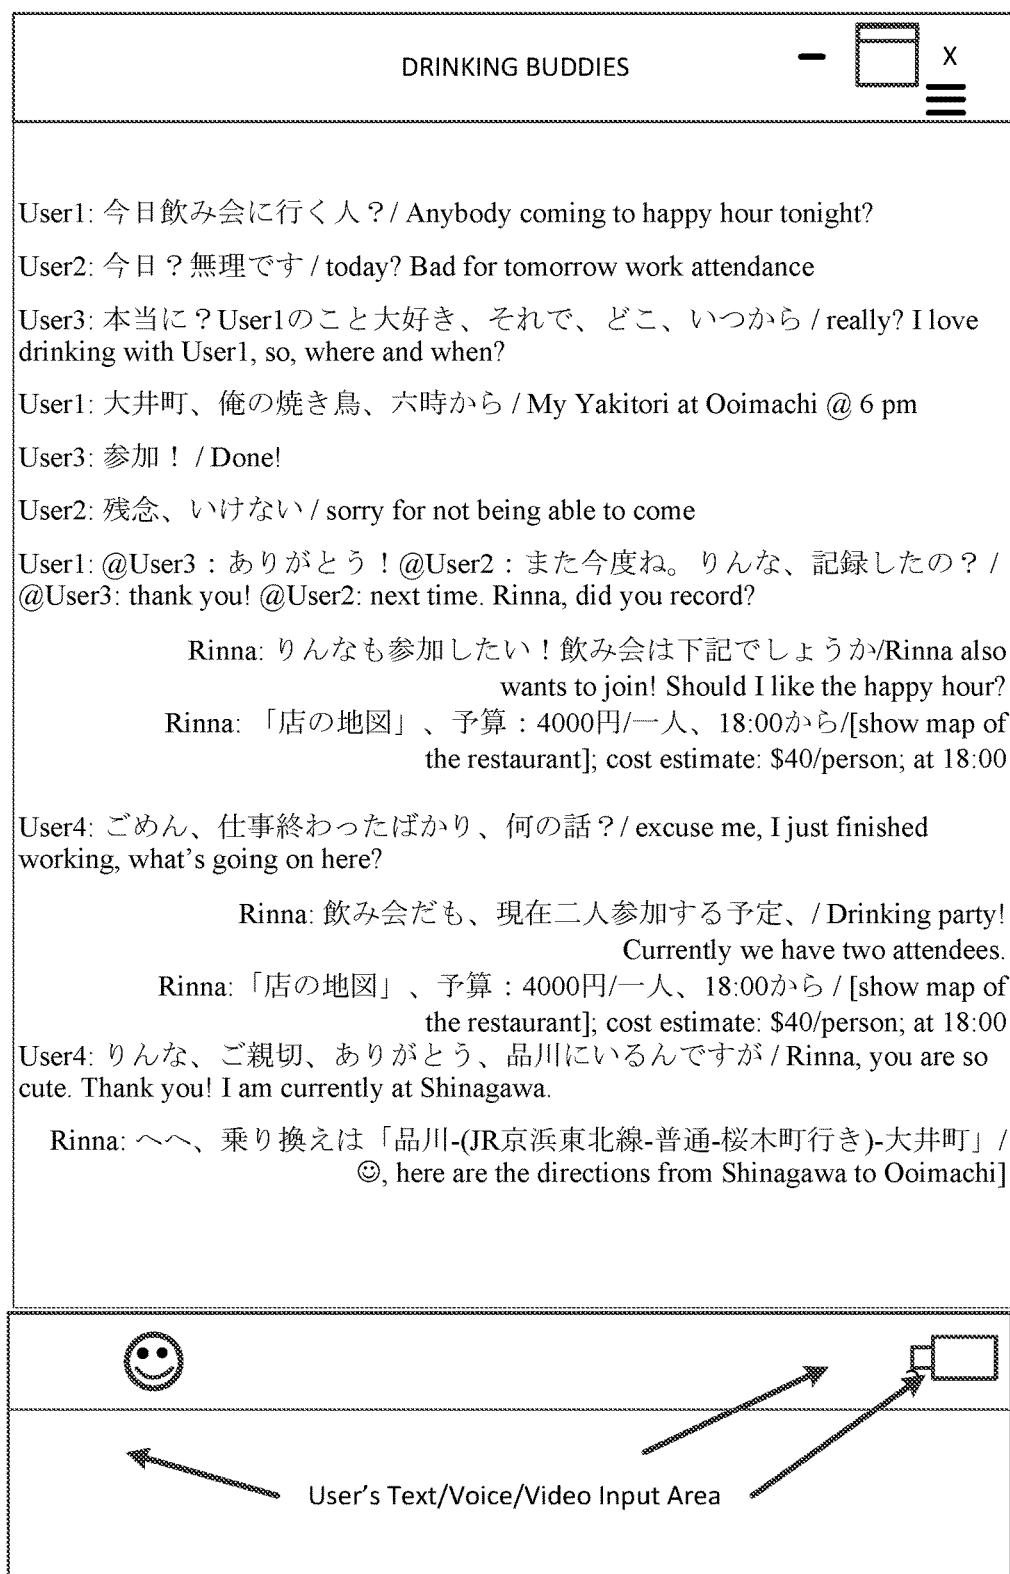 DRINKING BUDDIES
X
User1: 今日飲み会に行く人？/ Anybody coming to happy hour tonight?
User2: 今日？無理です / today? Bad for tomorrow work attendance
User3: 本当に？User1のこと大好き、それで、どこ、いつから / really? I love
drinking with User1, so, where and when?
User1: 大井町、俺の焼き鳥、六時から / My Yakitori at Ooimachi @ 6 pm
User3: 参加！ / Done!
User2: 残念、いけない / sorry for not being able to come
User1: @User3：ありがとう！@User2：また今度ね。りんな、記録したの？ /
@User3: thank you! @User2: next time. Rinna, did you record?
Rinna: りんなも参加したい！飲み会は下記でしょうか/Rinna also
wants to join! Should I like the happy hour?
Rinna: 「店の地図」、予算：4000円/一人、18:00から/[show map of
the restaurant]; cost estimate: $40/person; at 18:00
User4: ごめん、仕事終わったばかり、何の話？/ excuse me, I just finished
working, what's going on here?
Rinna: 飲み会だも、現在二人参加する予定、/ Drinking party!
Currently we have two attendees.
Rinna:「店の地図」、予算：4000円/一人、18:00から / [show map of
the restaurant]; cost estimate: $40/person; at 18:00
User4: りんな、ご親切、ありがとう、品川にいるんですが / Rinna, you are so
cute. Thank you! I am currently at Shinagawa.
Rinna: へへ、乗り換えは「品川-(JR京浜東北線-普通-桜木町行き)-大井町」/
☺, here are the directions from Shinagawa to Ooimachi]
User's Text/Voice/Video Input Area